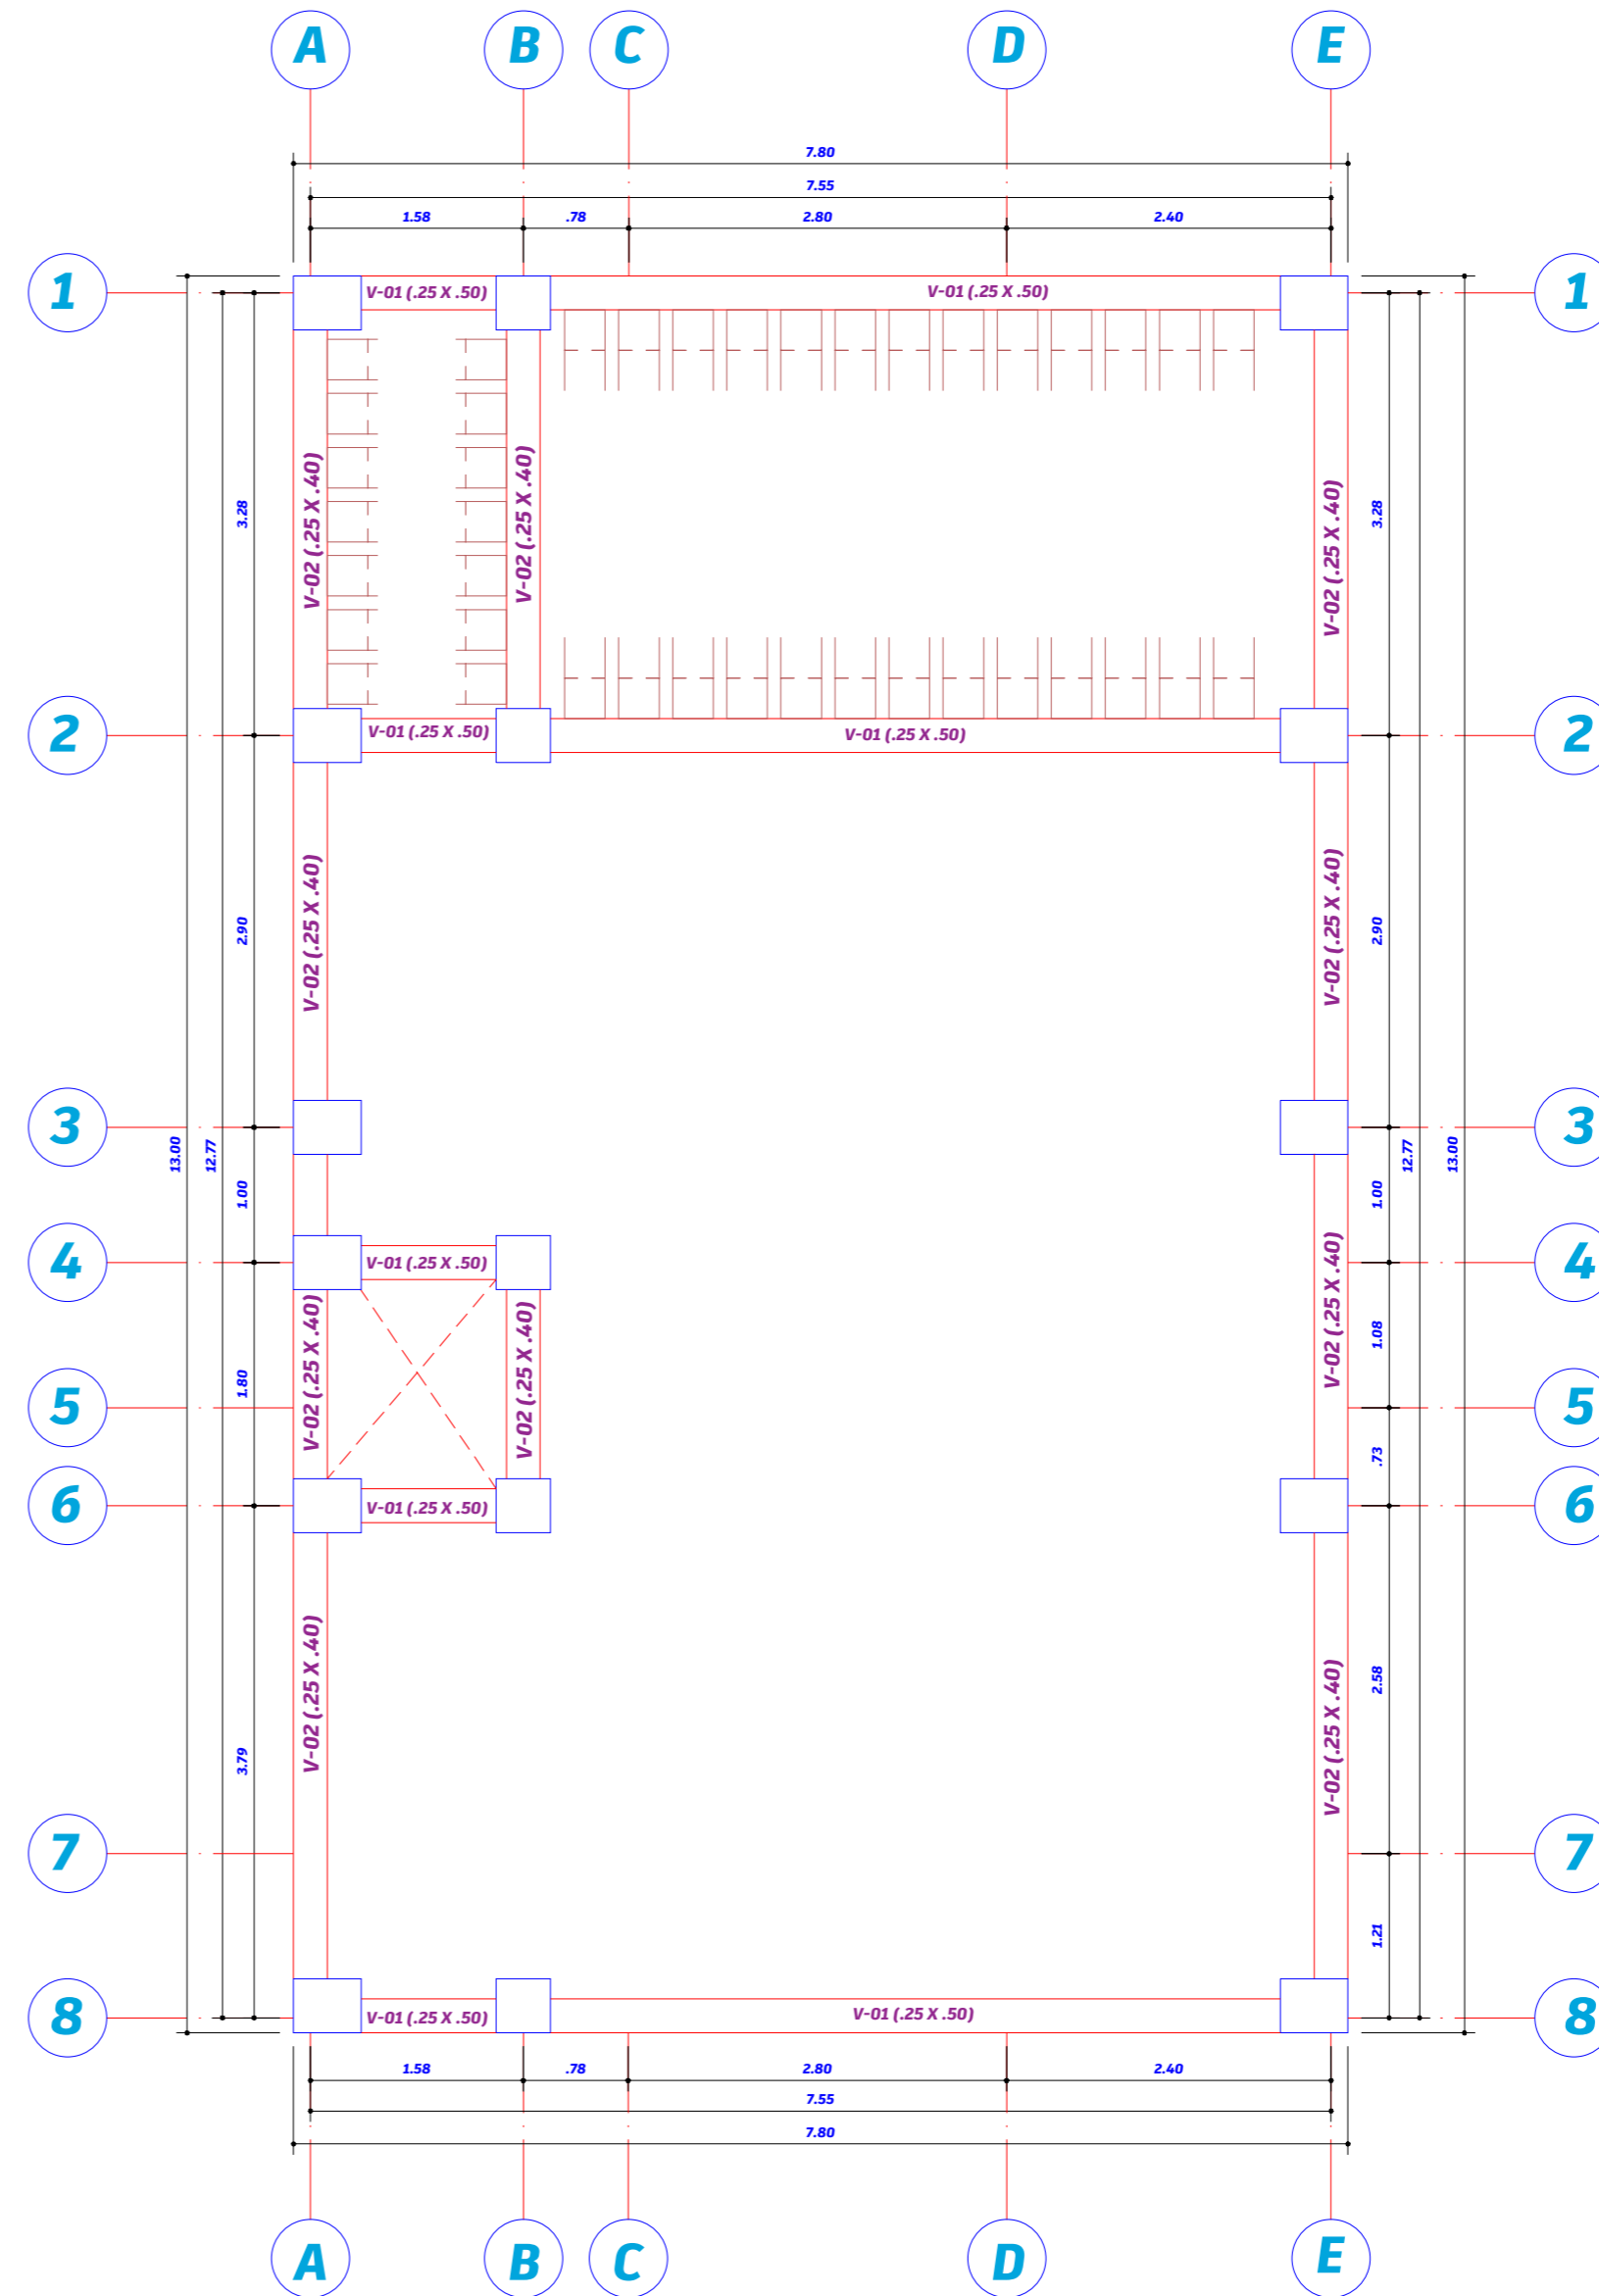 A B C D E
7.80
7.55
1.58 .78 2.80 2.40
1 V-01 (.25 X .50) V-01 (.25 X .50) 1
V-02 (.25 X .40) V-02 (.25 X .40) V-02 (.25 X .40)
3.28 3.28
2 V-01 (.25 X .50) V-01 (.25 X .50) 2
V-02 (.25 X .40) V-02 (.25 X .40)
2.90 2.90
3 3
13.00 12.77 12.77 13.00
1.00 1.00
4 V-01 (.25 X .50) 4
V-02 (.25 X .40) V-02 (.25 X .40) V-02 (.25 X .40)
1.80 1.08
5 5
.73
6 V-01 (.25 X .50) 6
V-02 (.25 X .40) V-02 (.25 X .40)
3.79 2.58
7 7
1.21
8 V-01 (.25 X .50) V-01 (.25 X .50) 8
1.58 .78 2.80 2.40
7.55
7.80
A B C D E